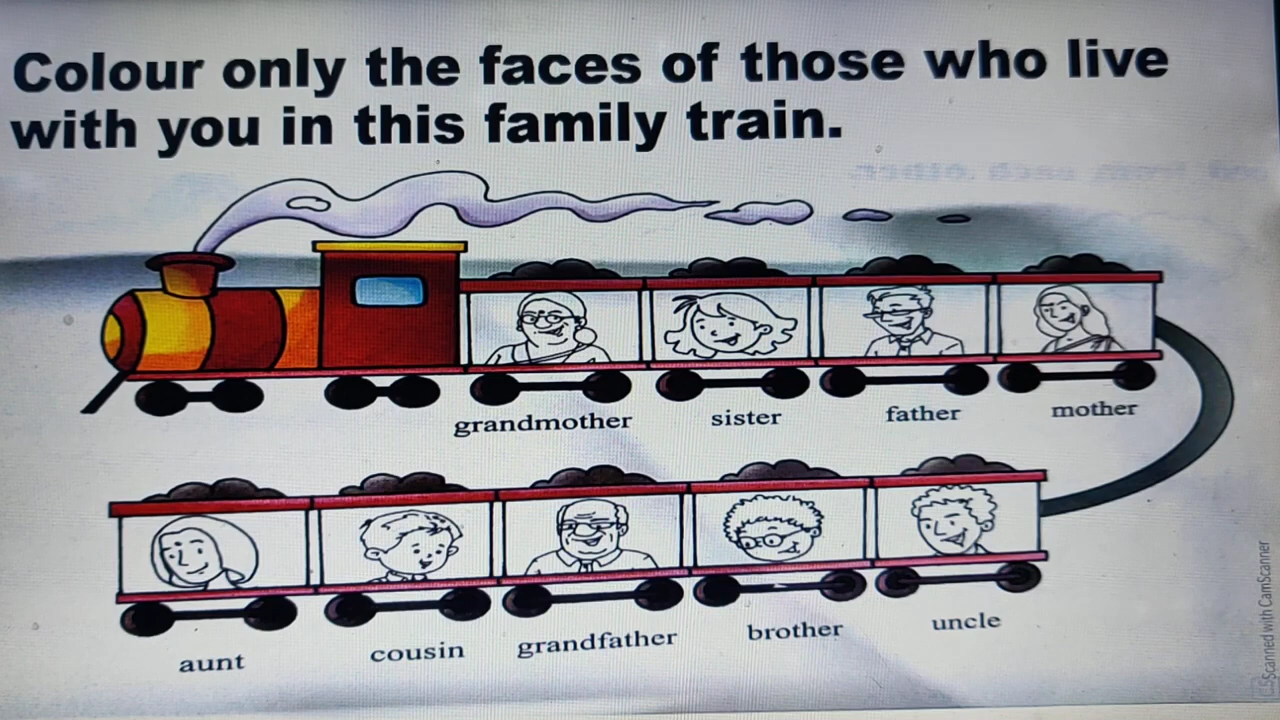 Colour only the faces of those who live
with you in this family train.
grandmother sister father mother
aunt cousin grandfather brother uncle
Scanned with CamScanner